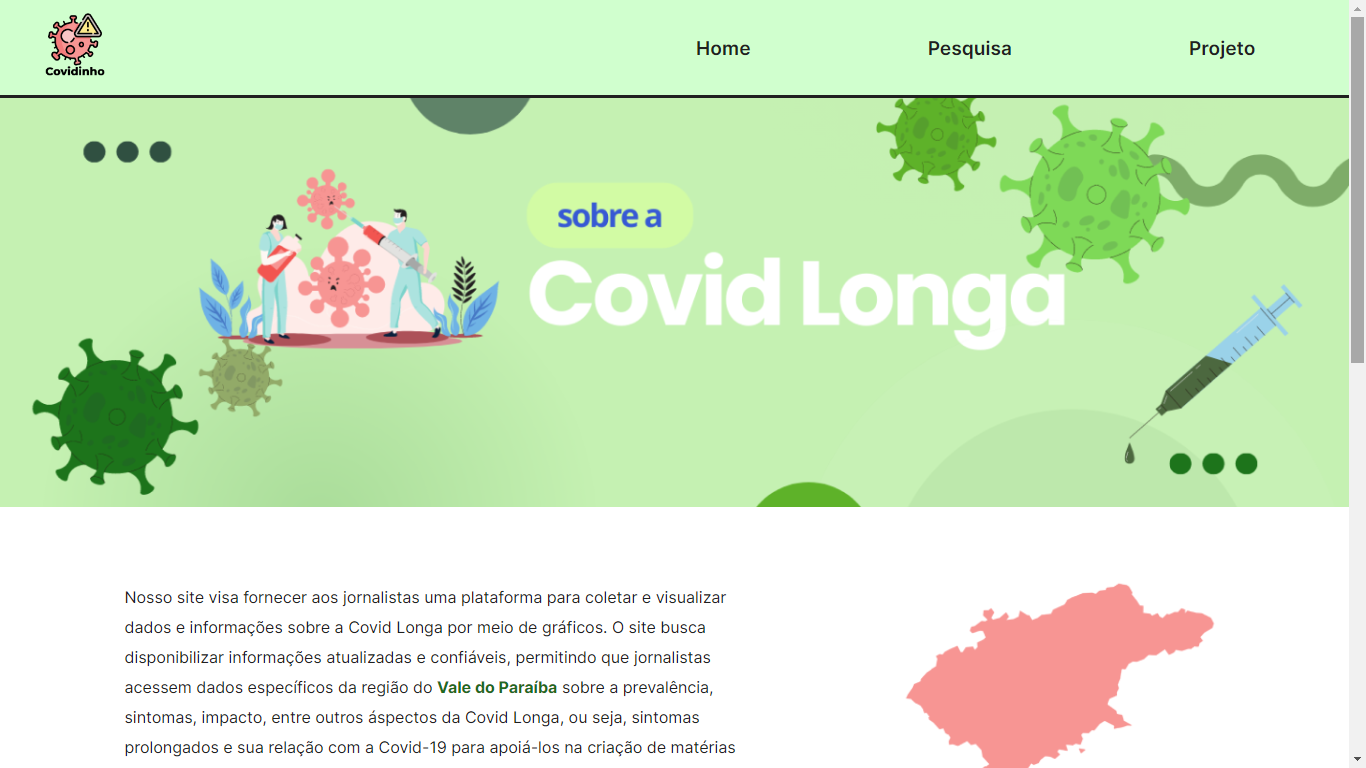 Covidinho
Home
Pesquisa
Projeto
sobre a
Covid Longa
Nosso site visa fornecer aos jornalistas uma plataforma para coletar e visualizar
dados e informações sobre a Covid Longa por meio de gráficos. O site busca
disponibilizar informações atualizadas e confiáveis, permitindo que jornalistas
acessem dados específicos da região do Vale do Paraíba sobre a prevalência,
sintomas, impacto, entre outros áspectos da Covid Longa, ou seja, sintomas
prolongados e sua relação com a Covid-19 para apoiá-los na criação de matérias